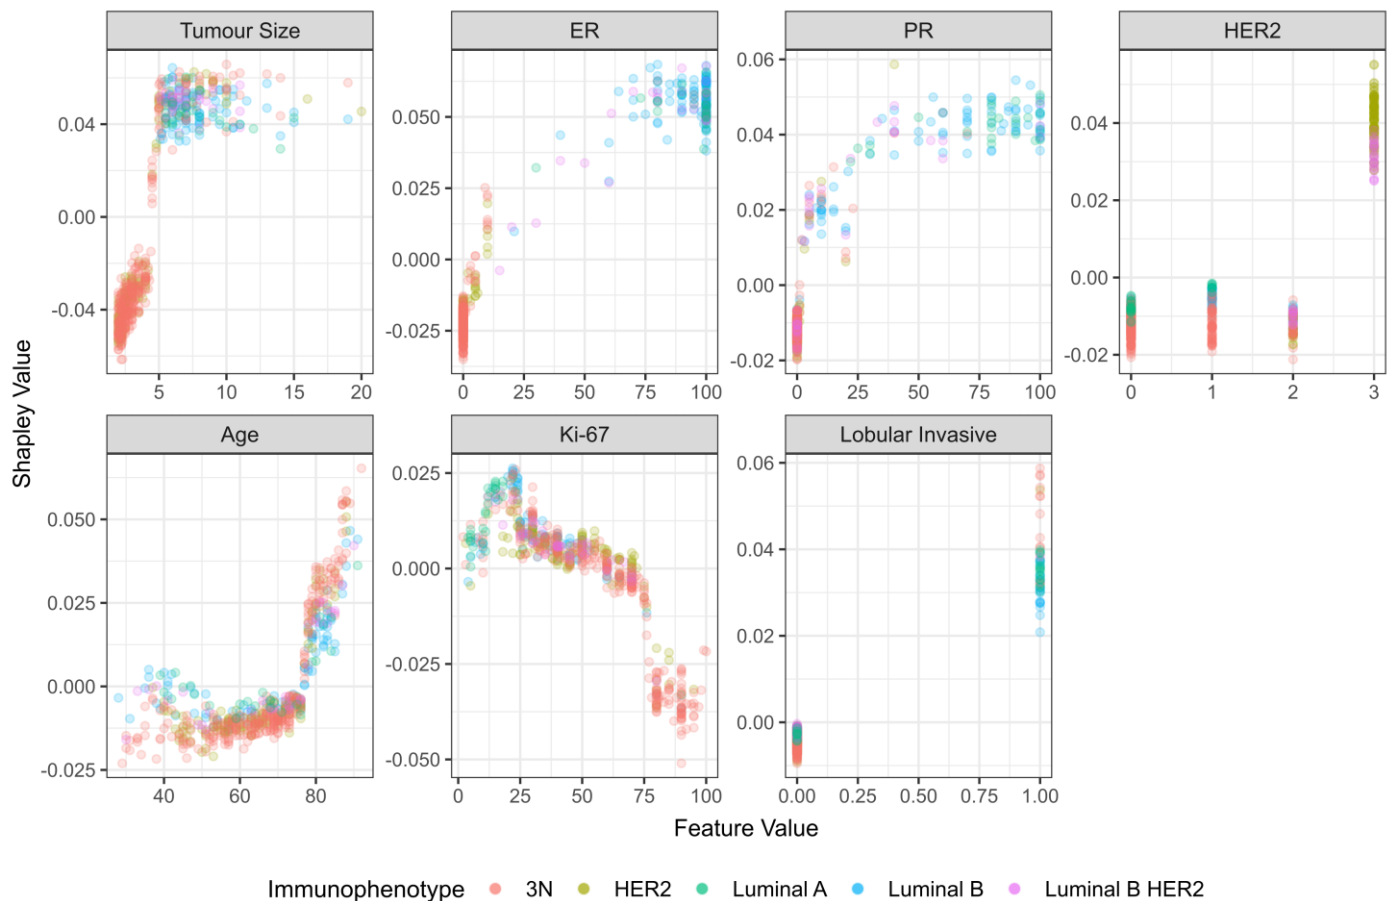 Tumour Size
ER
PR
HER2
0.04
0.00
-0.04
5 10 15 20
0.050
0.025
0.000
-0.025
0 25 50 75 100
0.06
0.04
0.02
0.00
-0.02
0 25 50 75 100
0.04
0.02
0.00
-0.02
0 1 2 3
Shapley Value
Age
Ki-67
Lobular Invasive
0.050
0.025
0.000
-0.025
40 60 80
0.025
0.000
-0.025
-0.050
0 25 50 75 100
0.06
0.04
0.02
0.00
0.00 0.25 0.50 0.75 1.00
Feature Value
Immunophenotype 3N HER2 Luminal A Luminal B Luminal B HER2